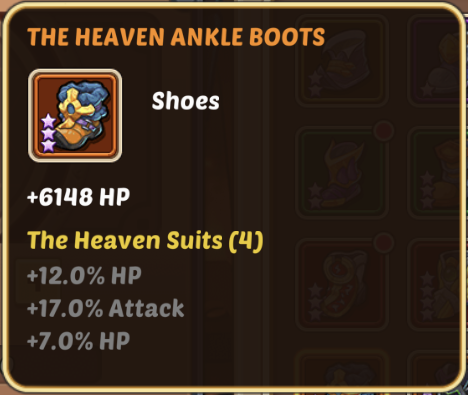 THE HEAVEN ANKLE BOOTS
Shoes
+6148 HP
The Heaven Suits (4)
+12.0% HP
+17.0% Attack
+7.0% HP